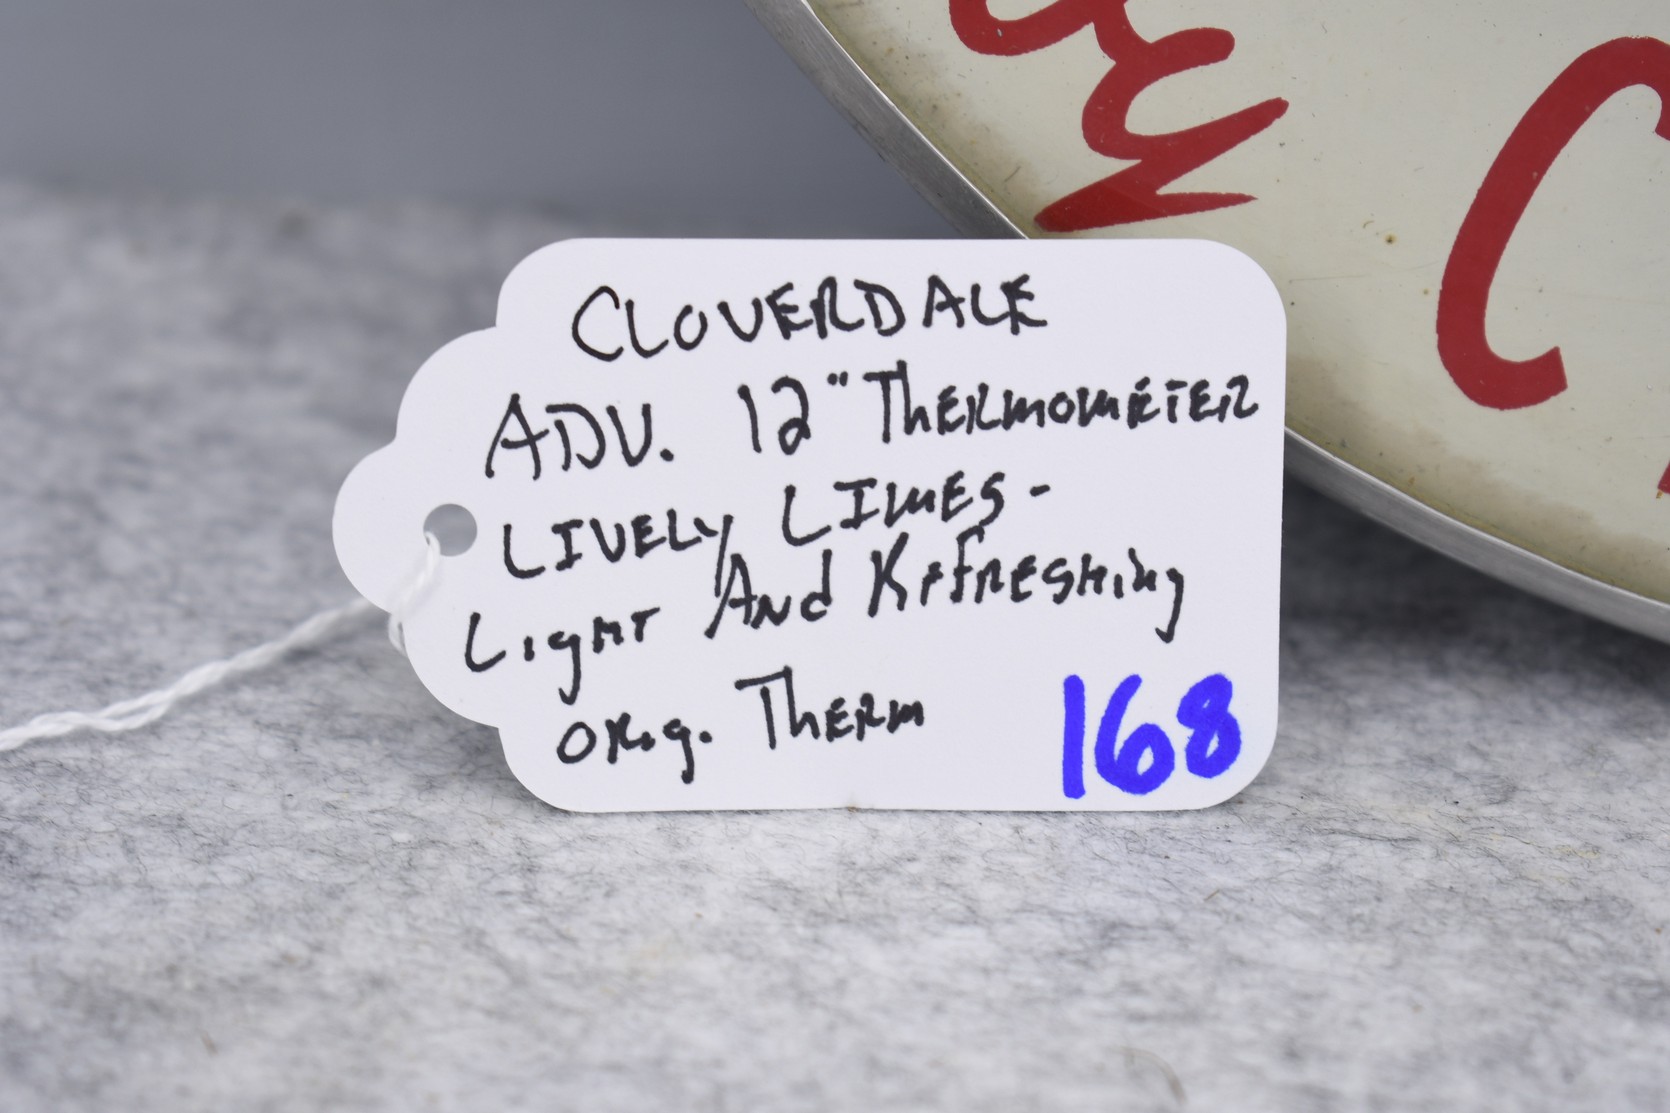 CLOVERDALE
ADV. 12" THERMOMETER
LIVELY LIMES-
Light And Refreshing
orig. Therm
168